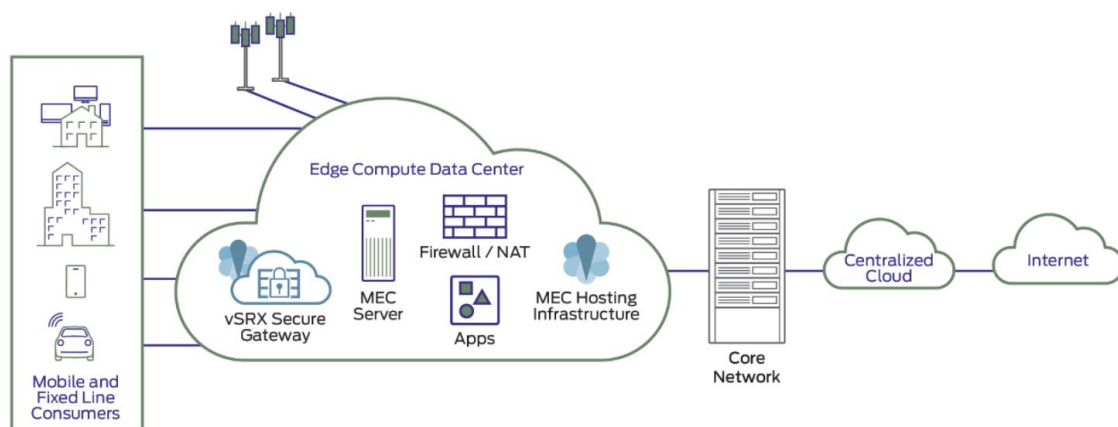 Mobile and
Fixed Line
Consumers
Edge Compute Data Center
vSRX Secure
Gateway
MEC
Server
Firewall / NAT
Apps
MEC Hosting
Infrastructure
Core
Network
Centralized
Cloud
Internet